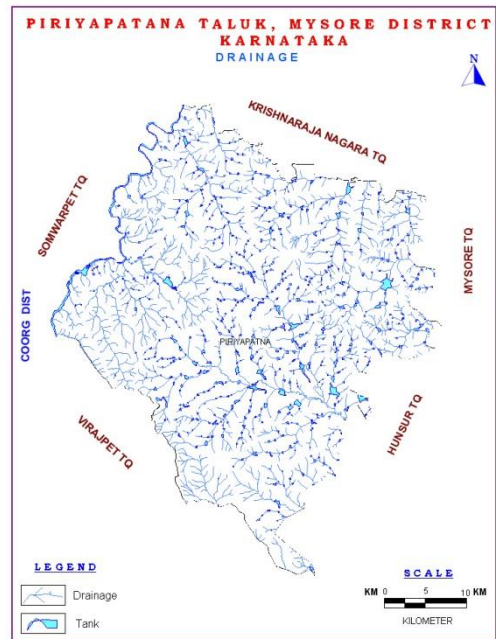 PIRIYAPATANA TALUK, MYSORE DISTRICT
KARNATAKA
DRAINAGE
N
KRISHNARAJA NAGARA TQ
SOMWARPET TQ
MYSORE TQ
COORG DIST
PIRIYAPATNA
VIRAJPET TQ
HUNSUR TQ
LEGEND
Drainage
Tank
SCALE
KM 0 5 10 KM
KILOMETER